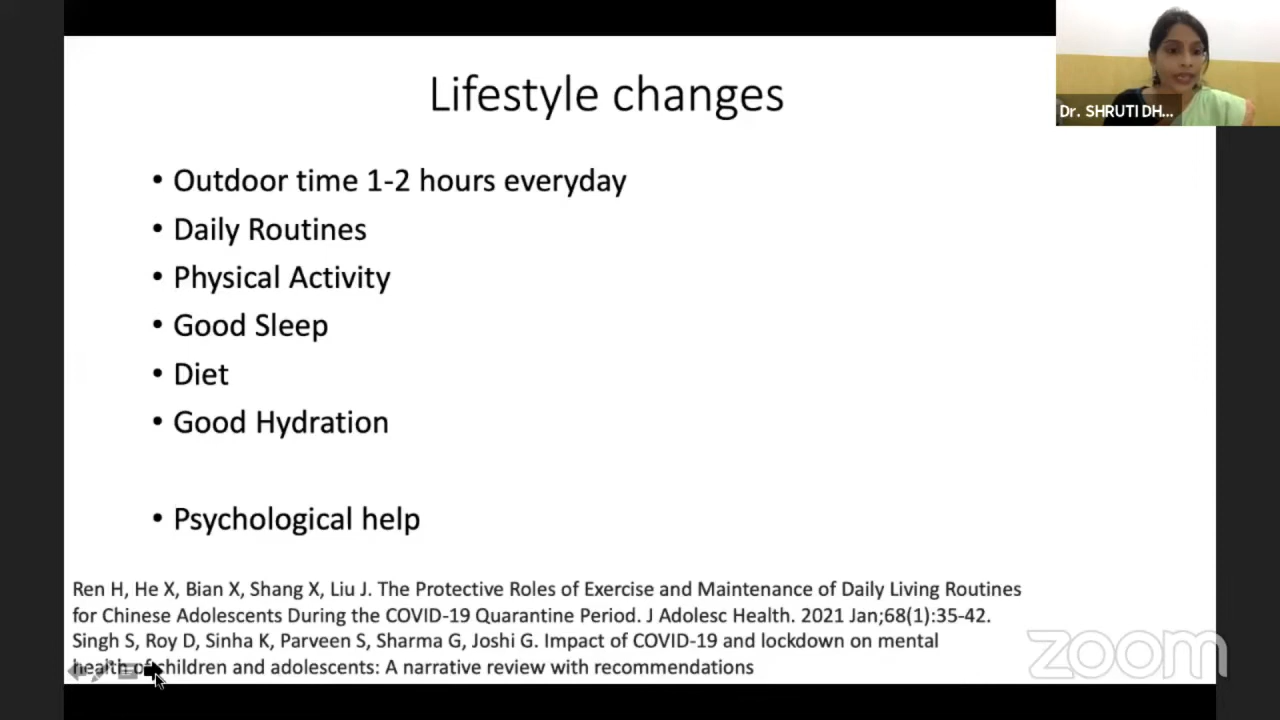 Lifestyle changes
Dr. SHRUTI DH...
• Outdoor time 1-2 hours everyday
• Daily Routines
• Physical Activity
• Good Sleep
• Diet
• Good Hydration
• Psychological help
Ren H, He X, Bian X, Shang X, Liu J. The Protective Roles of Exercise and Maintenance of Daily Living Routines
for Chinese Adolescents During the COVID-19 Quarantine Period. J Adolesc Health. 2021 Jan;68(1):35-42.
Singh S, Roy D, Sinha K, Parveen S, Sharma G, Joshi G. Impact of COVID-19 and lockdown on mental
health of children and adolescents: A narrative review with recommendations
zoom